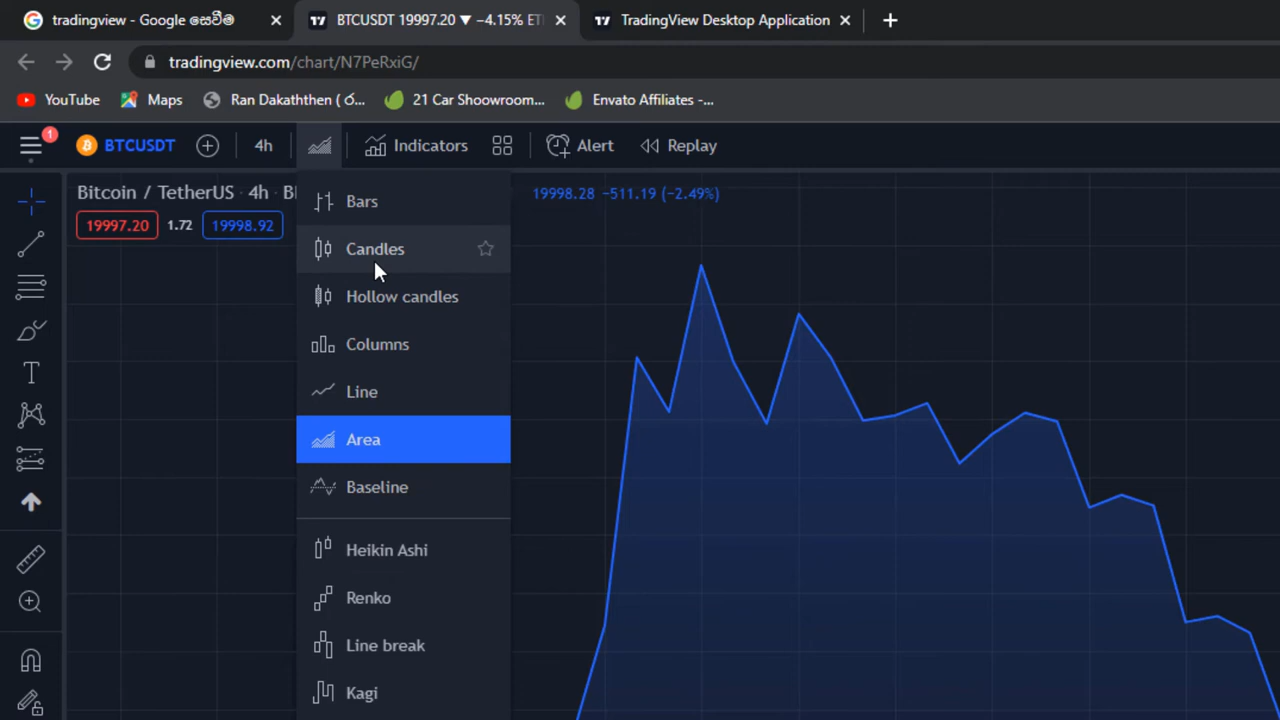 tradingview - Google සෙවීම
BTCUSDT 19997.20 ▼ −4.15%
TradingView Desktop Application
tradingview.com/chart/N7PeRxiG/
YouTube
Maps
Ran Dakaththen ( ර...
21 Car Shoowroom...
Envato Affiliates -...
1
BTCUSDT
4h
Indicators
Alert
Replay
Bitcoin / TetherUS · 4h ·
19998.28 −511.19 (−2.49%)
19997.20 1.72 19998.92
Bars
Candles
Hollow candles
Columns
Line
Area
Baseline
Heikin Ashi
Renko
Line break
Kagi